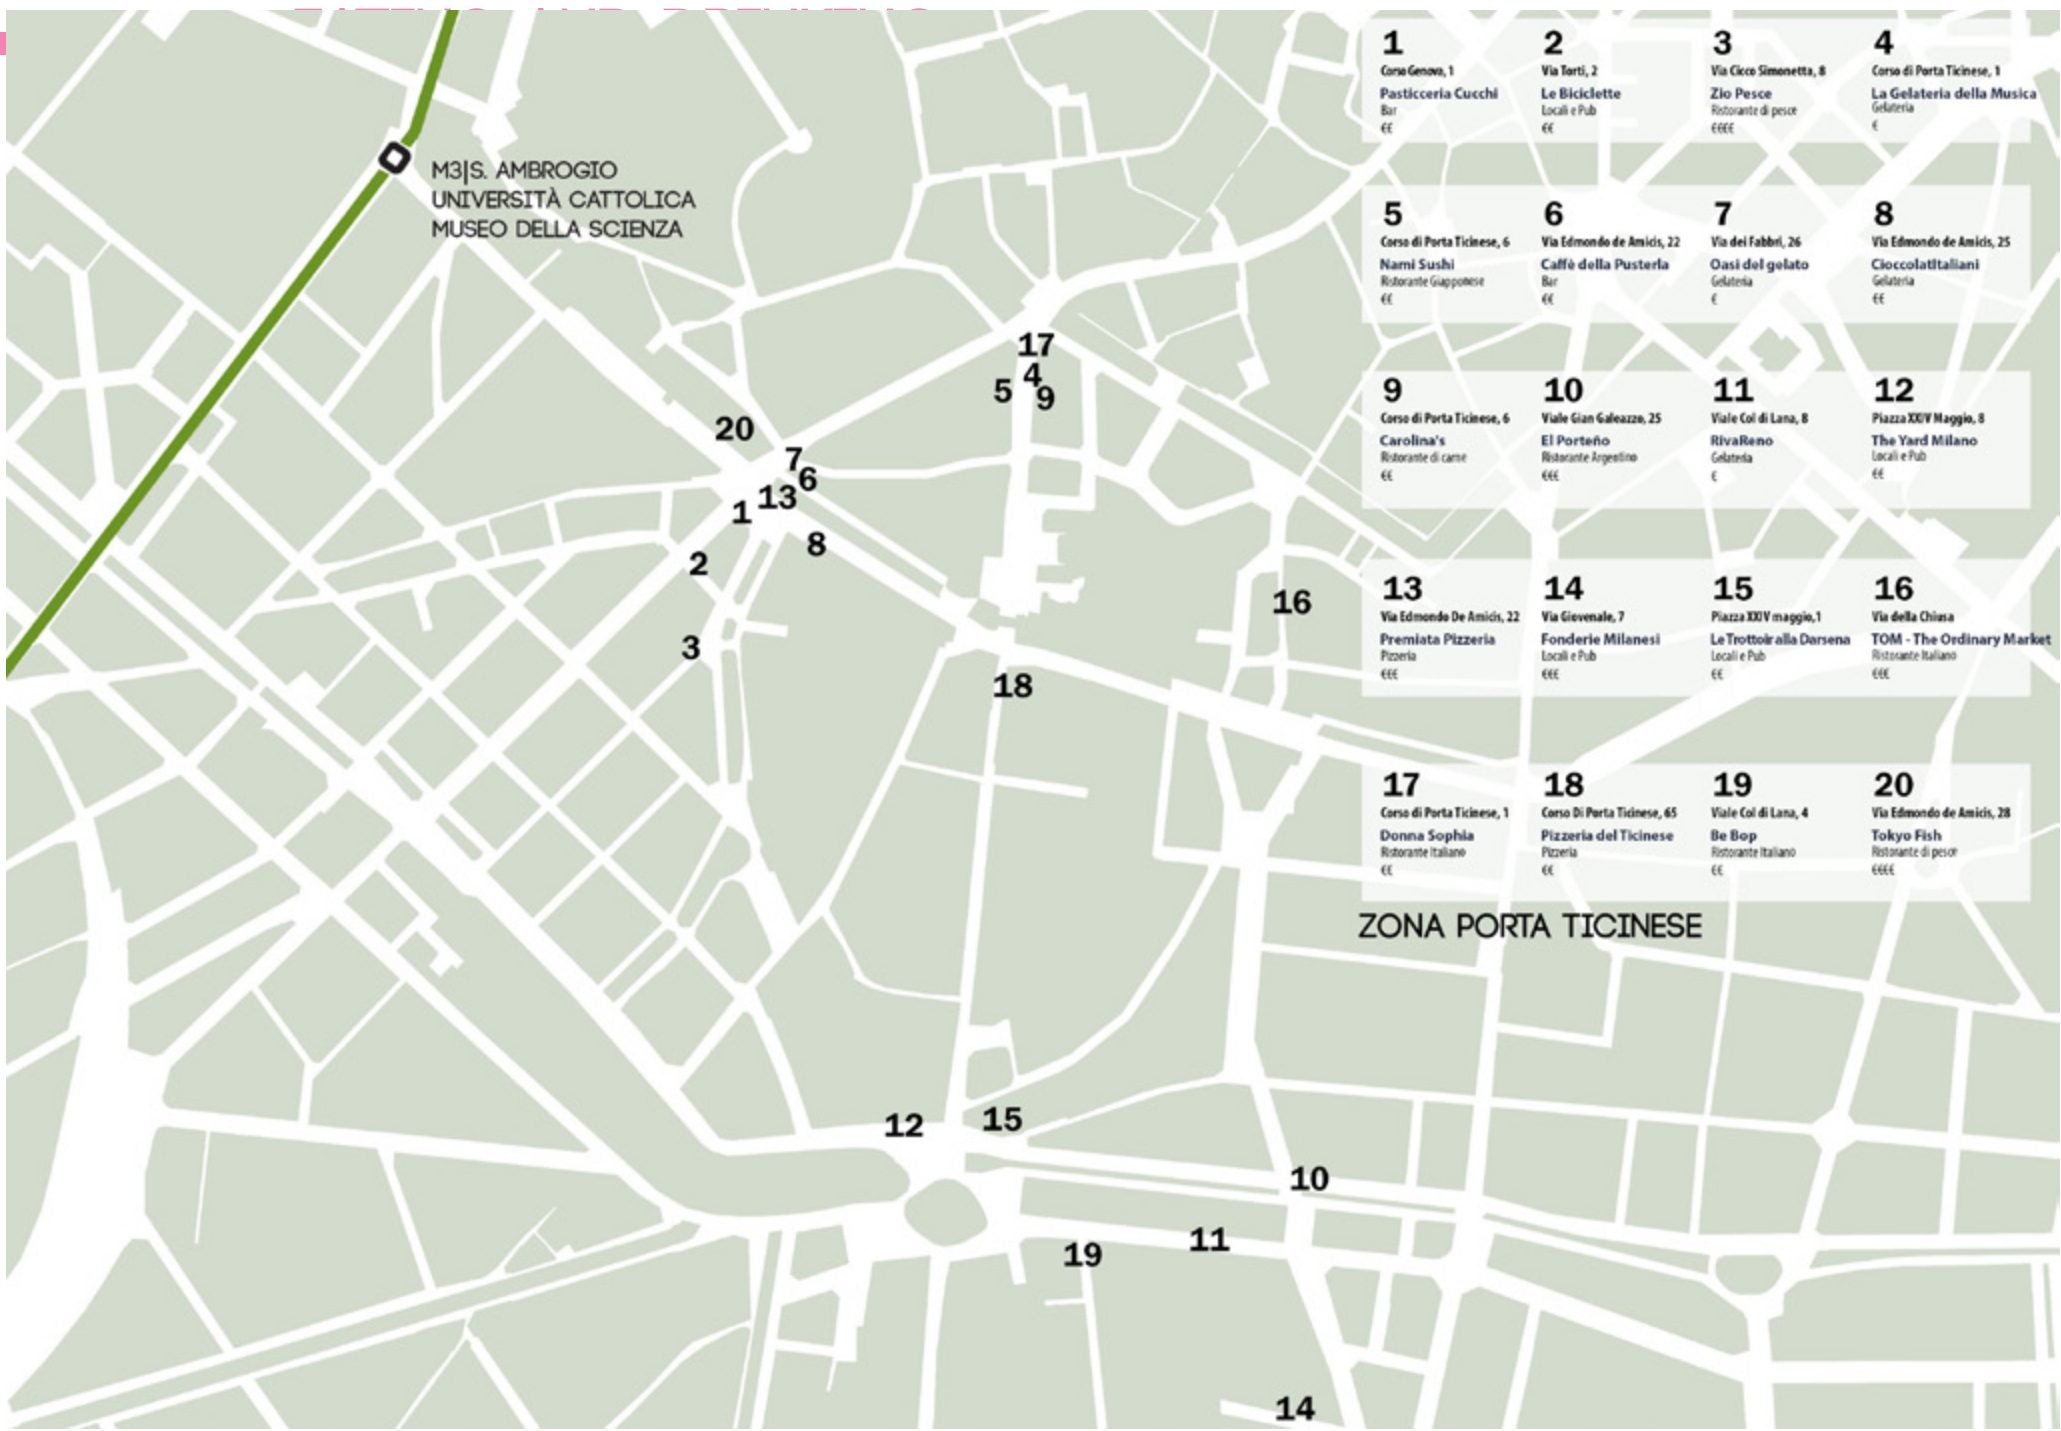 M3|S. AMBROGIO
UNIVERSITÀ CATTOLICA
MUSEO DELLA SCIENZA
17
4
5
9
20
7
6
13
1
8
2
3
16
18
12
15
10
11
19
14
1
Corso Genova, 1
Pasticceria Cucchi
Bar
€€
2
Via Torti, 2
Le Biciclette
Locali e Pub
€€
3
Via Cicco Simonetta, 8
Zio Pesce
Ristorante di pesce
€€€€
4
Corso di Porta Ticinese, 1
La Gelateria della Musica
Gelateria
€
5
Corso di Porta Ticinese, 6
Nami Sushi
Ristorante Giapponese
€€
6
Via Edmondo de Amicis, 22
Caffè della Pusterla
Bar
€€
7
Via dei Fabbri, 26
Oasi del gelato
Gelateria
€
8
Via Edmondo de Amicis, 25
CioccolatItaliani
Gelateria
€€
9
Corso di Porta Ticinese, 6
Carolina's
Ristorante di carne
€€
10
Viale Gian Galeazzo, 25
El Porteño
Ristorante Argentino
€€€
11
Viale Col di Lana, 8
RivaReno
Gelateria
€
12
Piazza XXIV Maggio, 8
The Yard Milano
Locali e Pub
€€
13
Via Edmondo De Amicis, 22
Premiata Pizzeria
Pizzeria
€€€
14
Via Giovenale, 7
Fonderie Milanesi
Locali e Pub
€€€
15
Piazza XXIV maggio,1
Le Trottoir alla Darsena
Locali e Pub
€€
16
Via della Chiusa
TOM - The Ordinary Market
Ristorante Italiano
€€€
17
Corso di Porta Ticinese, 1
Donna Sophia
Ristorante Italiano
€€
18
Corso Di Porta Ticinese, 65
Pizzeria del Ticinese
Pizzeria
€€
19
Viale Col di Lana, 4
Be Bop
Ristorante Italiano
€€
20
Via Edmondo de Amicis, 28
Tokyo Fish
Ristorante di pesce
€€€€
ZONA PORTA TICINESE